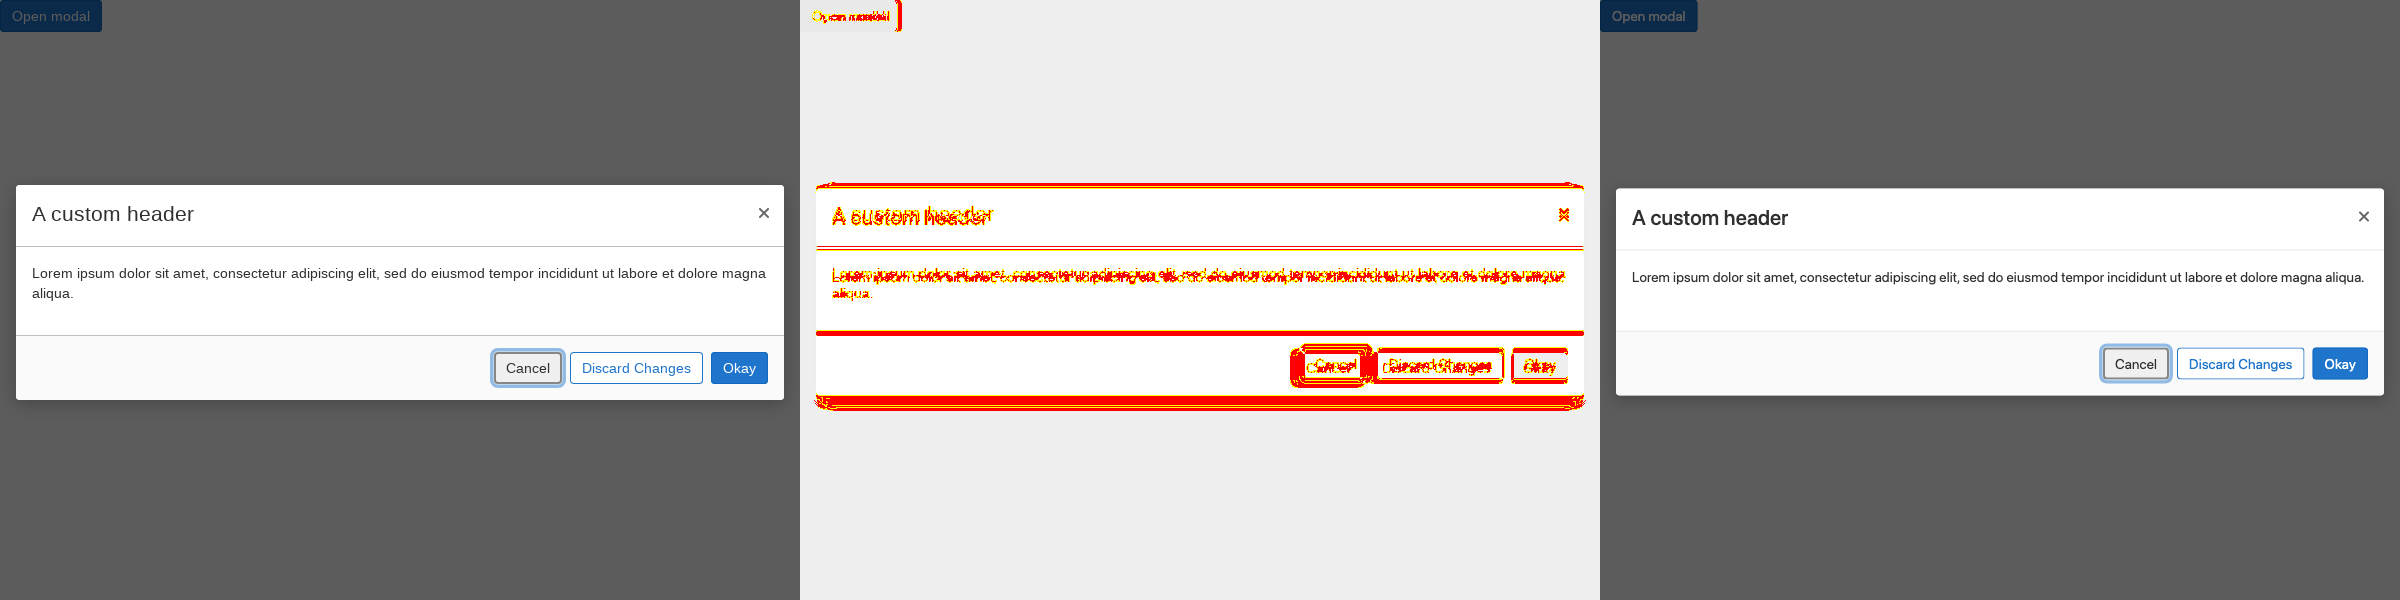 Open modal
A custom header
×
Lorem ipsum dolor sit amet, consectetur adipiscing elit, sed do eiusmod tempor incididunt ut labore et dolore magna
aliqua.
Cancel
Discard Changes
Okay
Open modal
A custom header
×
Lorem ipsum dolor sit amet, consectetur adipiscing elit, sed do eiusmod tempor incididunt ut labore et dolore magna
aliqua.
Cancel
Discard Changes
Okay
Open modal
A custom header
×
Lorem ipsum dolor sit amet, consectetur adipiscing elit, sed do eiusmod tempor incididunt ut labore et dolore magna aliqua.
Cancel
Discard Changes
Okay